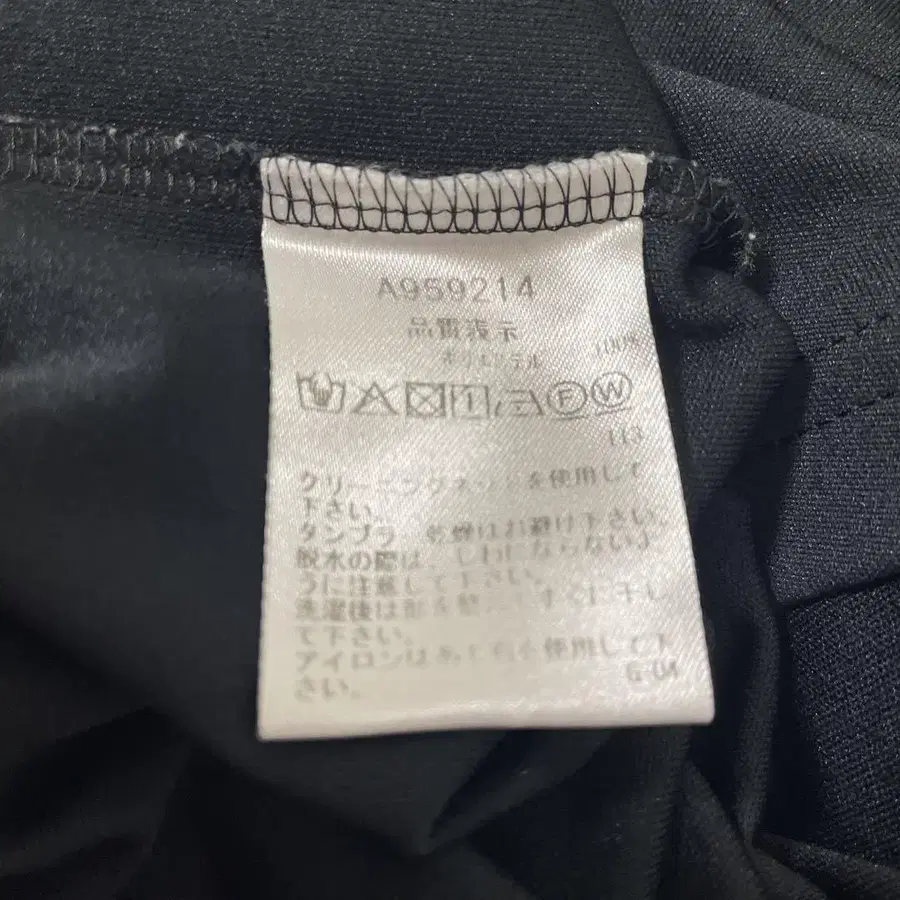 A959214
品質表示
ポリエステル 100%
F W
113
クリーニングネットを使用して
下さい。
タンブラ 乾燥はお避け下さい。
脱水の際は、しわにならないよ
うに注意して下さい。
洗濯後は形を整えすぐに干し
て下さい。
アイロンはあて布使用して下
さい。
G-04